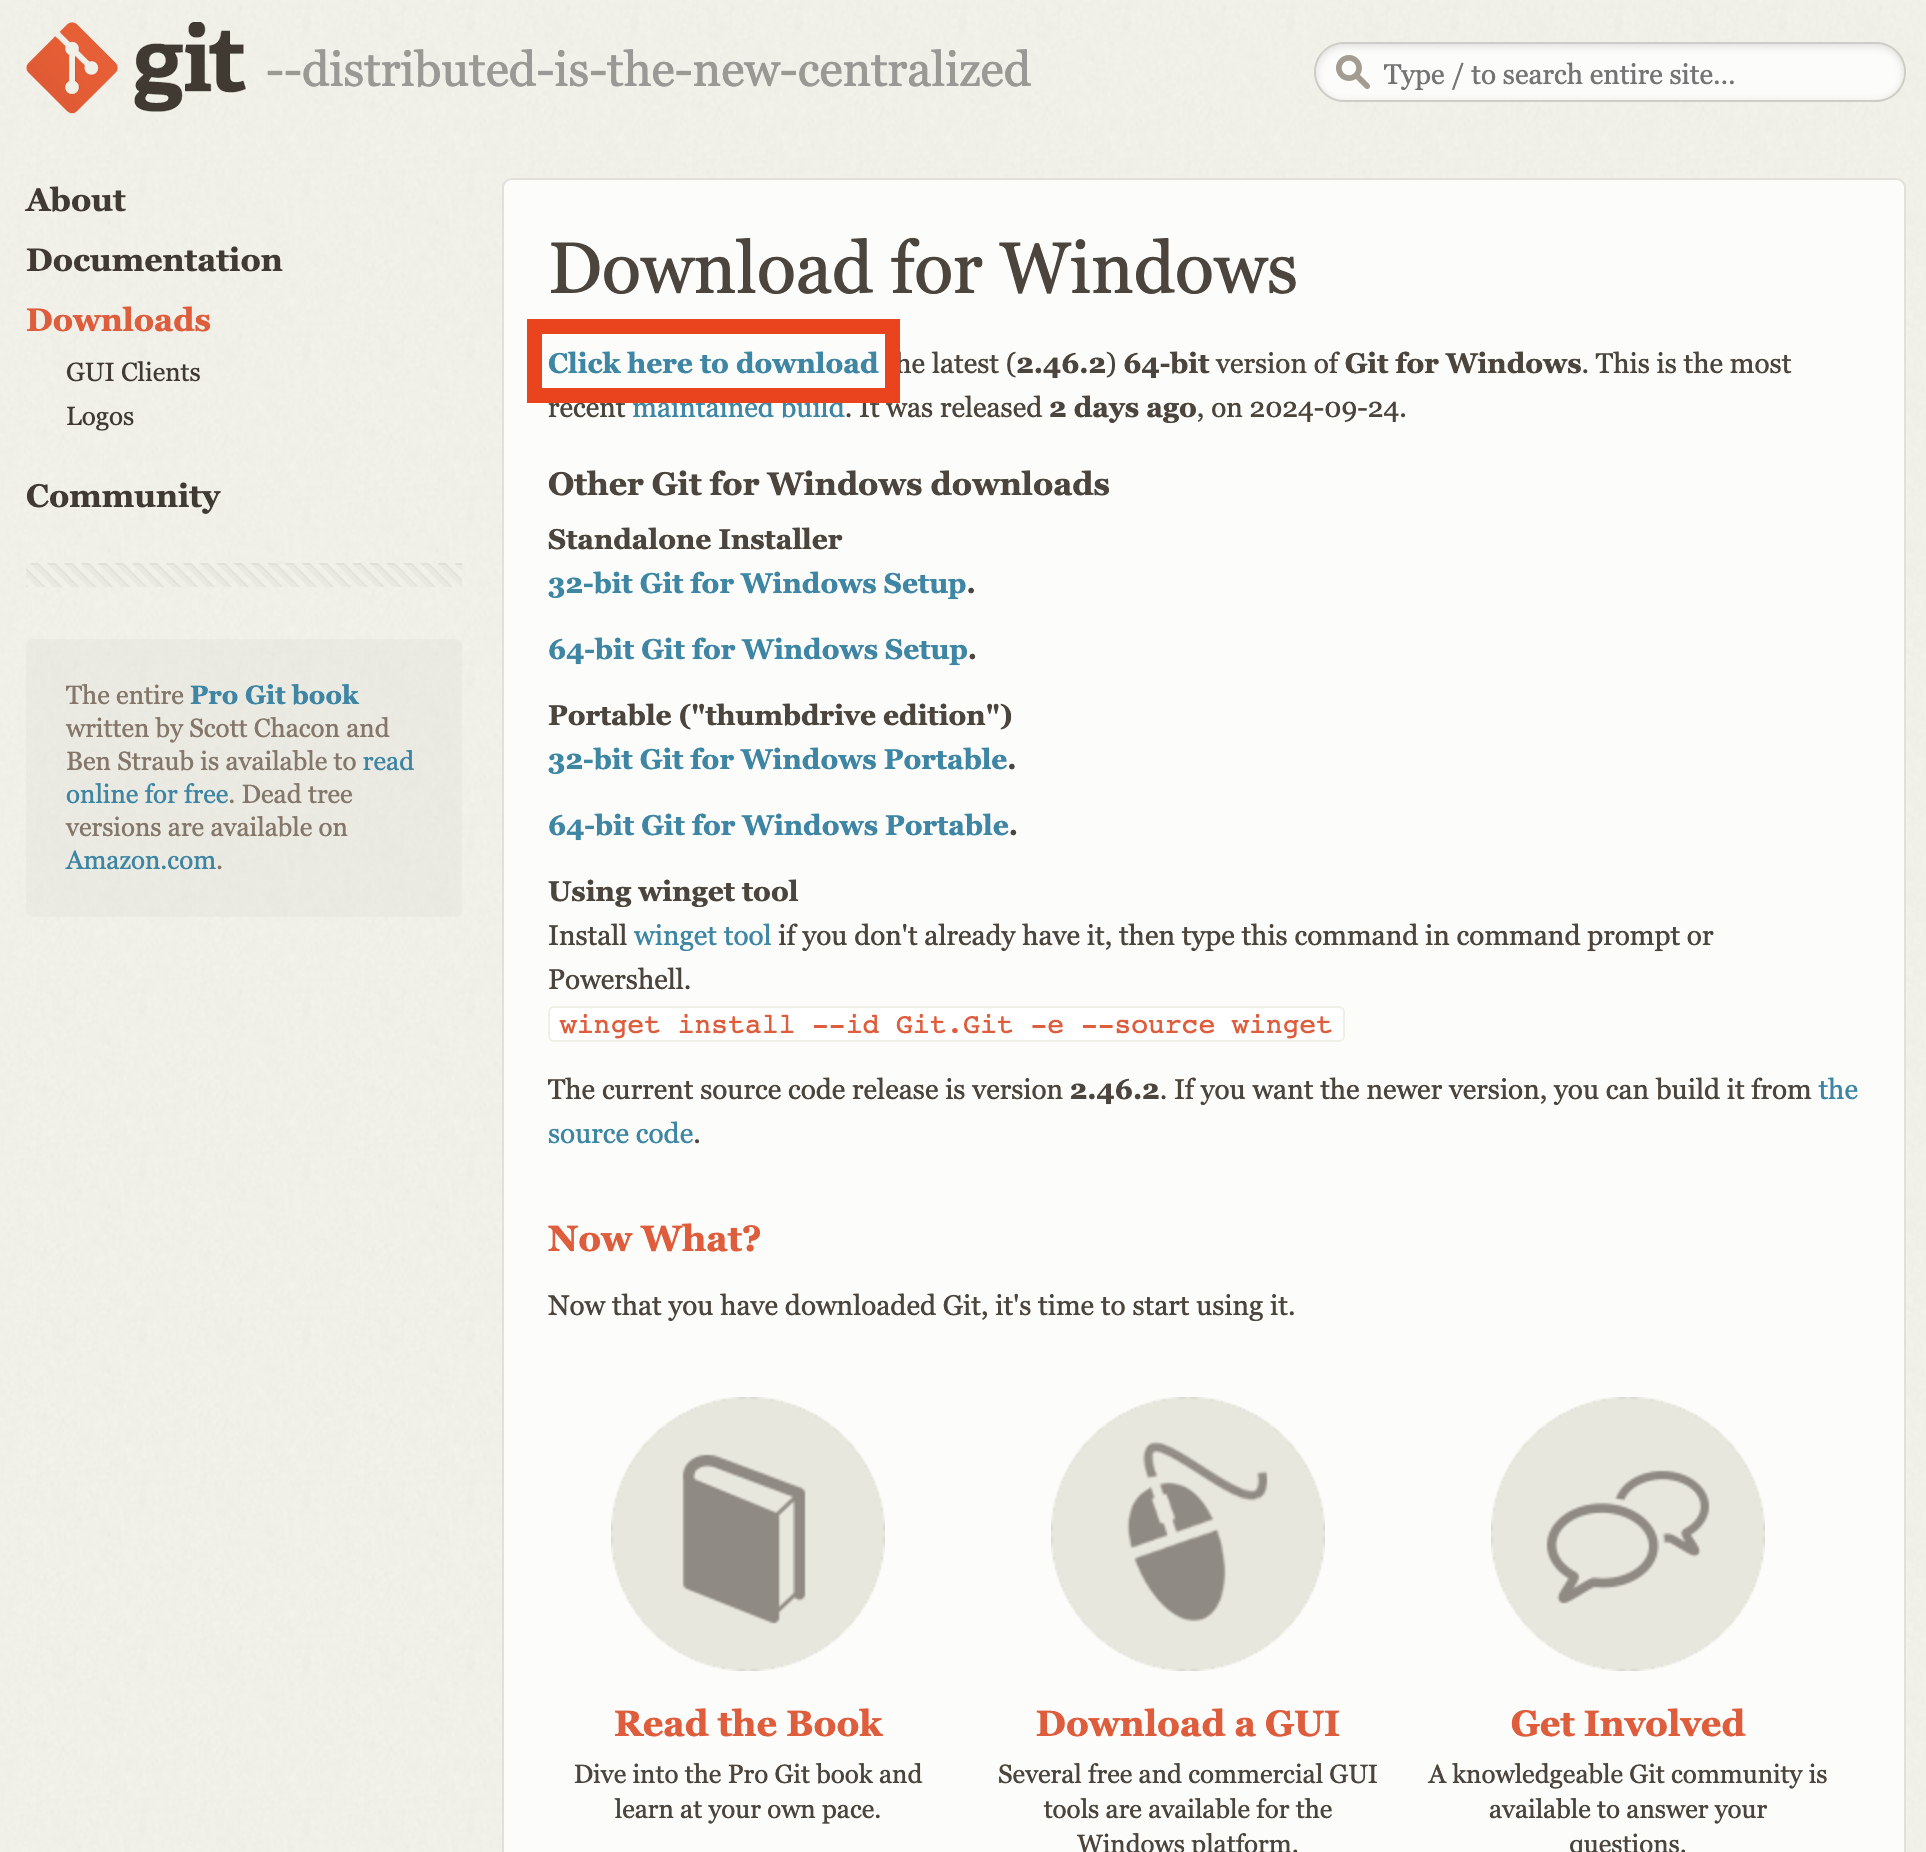 git --distributed-is-the-new-centralized
Type / to search entire site...
About
Documentation
Downloads
GUI Clients
Logos
Community
The entire Pro Git book
written by Scott Chacon and
Ben Straub is available to read
online for free. Dead tree
versions are available on
Amazon.com.
Download for Windows
Click here to download he latest (2.46.2) 64-bit version of Git for Windows. This is the most
recent maintained build. It was released 2 days ago, on 2024-09-24.
Other Git for Windows downloads
Standalone Installer
32-bit Git for Windows Setup.
64-bit Git for Windows Setup.
Portable ("thumbdrive edition")
32-bit Git for Windows Portable.
64-bit Git for Windows Portable.
Using winget tool
Install winget tool if you don't already have it, then type this command in command prompt or
Powershell.
winget install --id Git.Git -e --source winget
The current source code release is version 2.46.2. If you want the newer version, you can build it from the
source code.
Now What?
Now that you have downloaded Git, it's time to start using it.
Read the Book
Dive into the Pro Git book and
learn at your own pace.
Download a GUI
Several free and commercial GUI
tools are available for the
Windows platform.
Get Involved
A knowledgeable Git community is
available to answer your
questions.